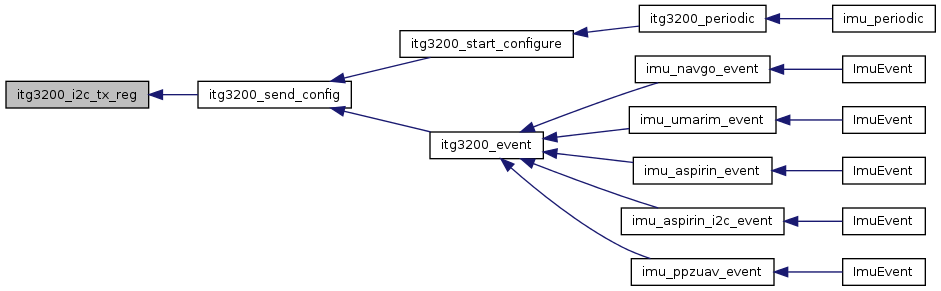 itg3200_periodic
imu_periodic
itg3200_start_configure
imu_navgo_event
ImuEvent
itg3200_i2c_tx_reg
itg3200_send_config
imu_umarim_event
ImuEvent
itg3200_event
imu_aspirin_event
ImuEvent
imu_aspirin_i2c_event
ImuEvent
imu_ppzuav_event
ImuEvent